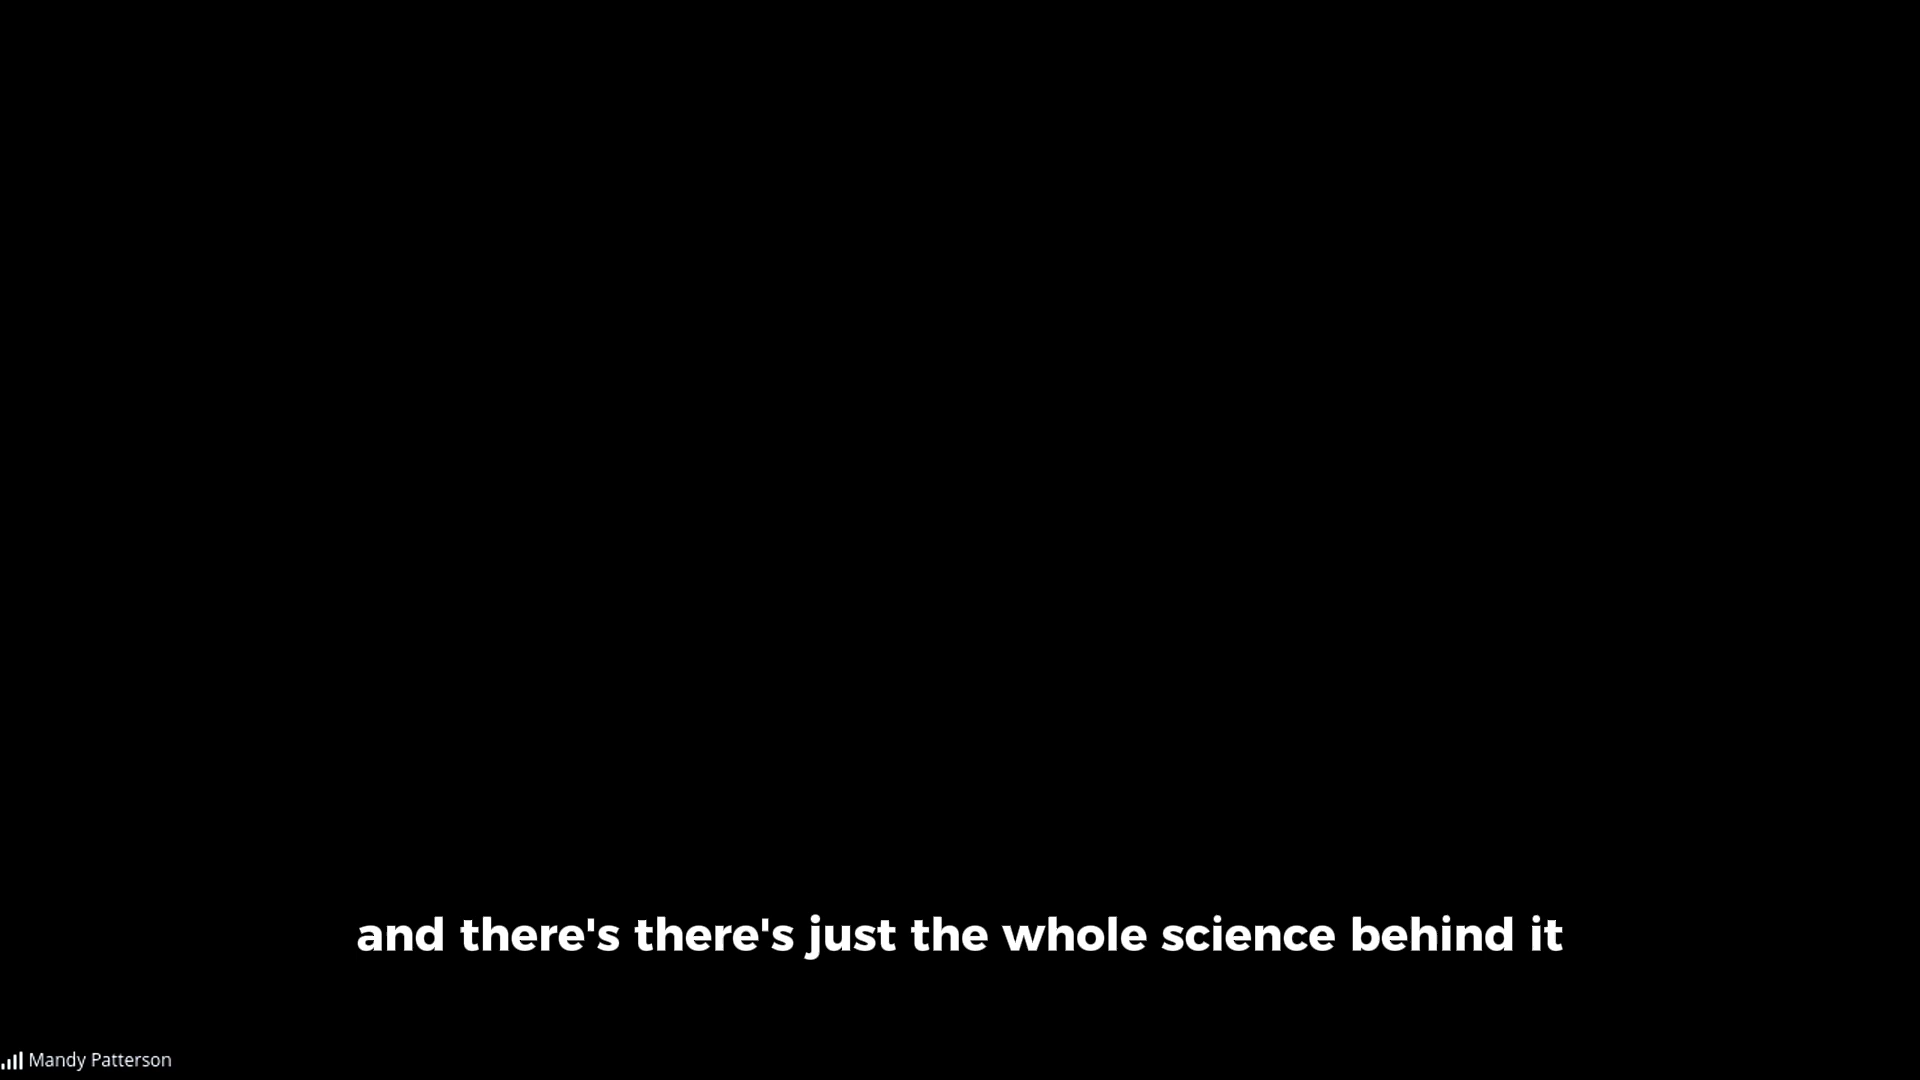 and there's there's just the whole science behind it
Mandy Patterson